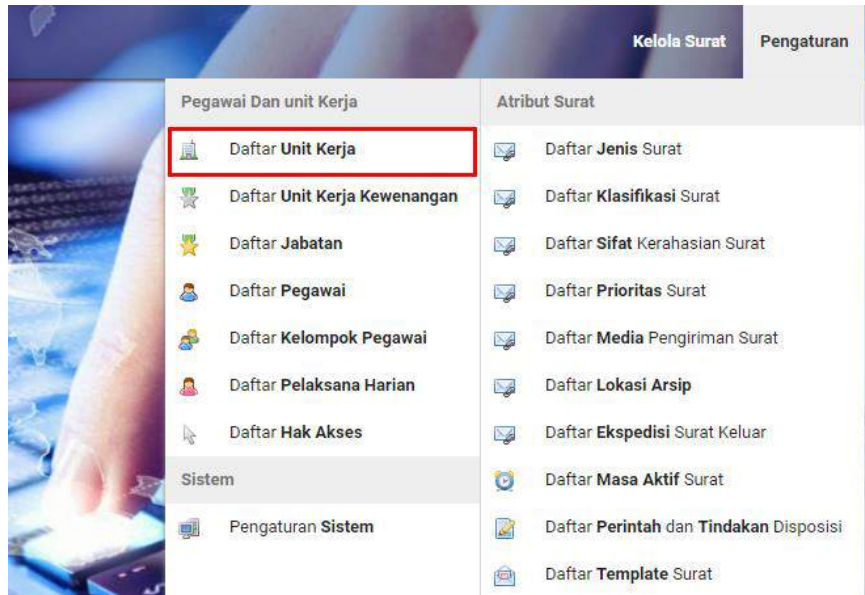 Kelola Surat
Pengaturan
Pegawai Dan unit Kerja
Daftar Unit Kerja
Daftar Unit Kerja Kewenangan
Daftar Jabatan
Daftar Pegawai
Daftar Kelompok Pegawai
Daftar Pelaksana Harian
Daftar Hak Akses
Sistem
Pengaturan Sistem
Atribut Surat
Daftar Jenis Surat
Daftar Klasifikasi Surat
Daftar Sifat Kerahasian Surat
Daftar Prioritas Surat
Daftar Media Pengiriman Surat
Daftar Lokasi Arsip
Daftar Ekspedisi Surat Keluar
Daftar Masa Aktif Surat
Daftar Perintah dan Tindakan Disposisi
Daftar Template Surat